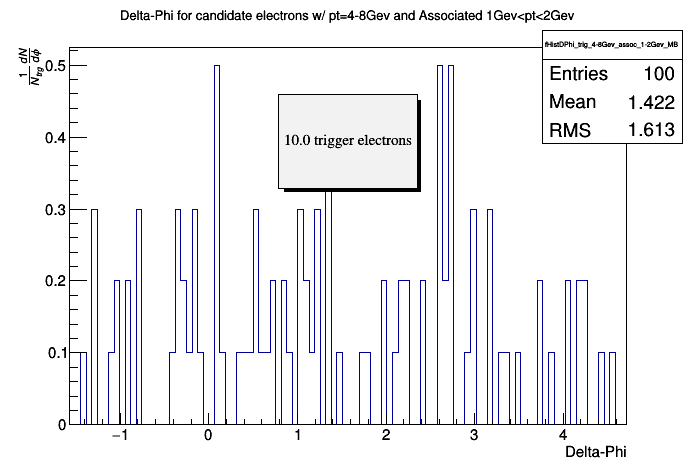 Delta-Phi for candidate electrons w/ pt=4-8Gev and Associated 1Gev<pt<2Gev
fHistDPhi_trig_4-8Gev_assoc_1-2Gev_MB
Entries 100
Mean 1.422
RMS 1.613
1/N_trg dN/dϕ
10.0 trigger electrons
0.5
0.4
0.3
0.2
0.1
0
−1 0 1 2 3 4
Delta-Phi